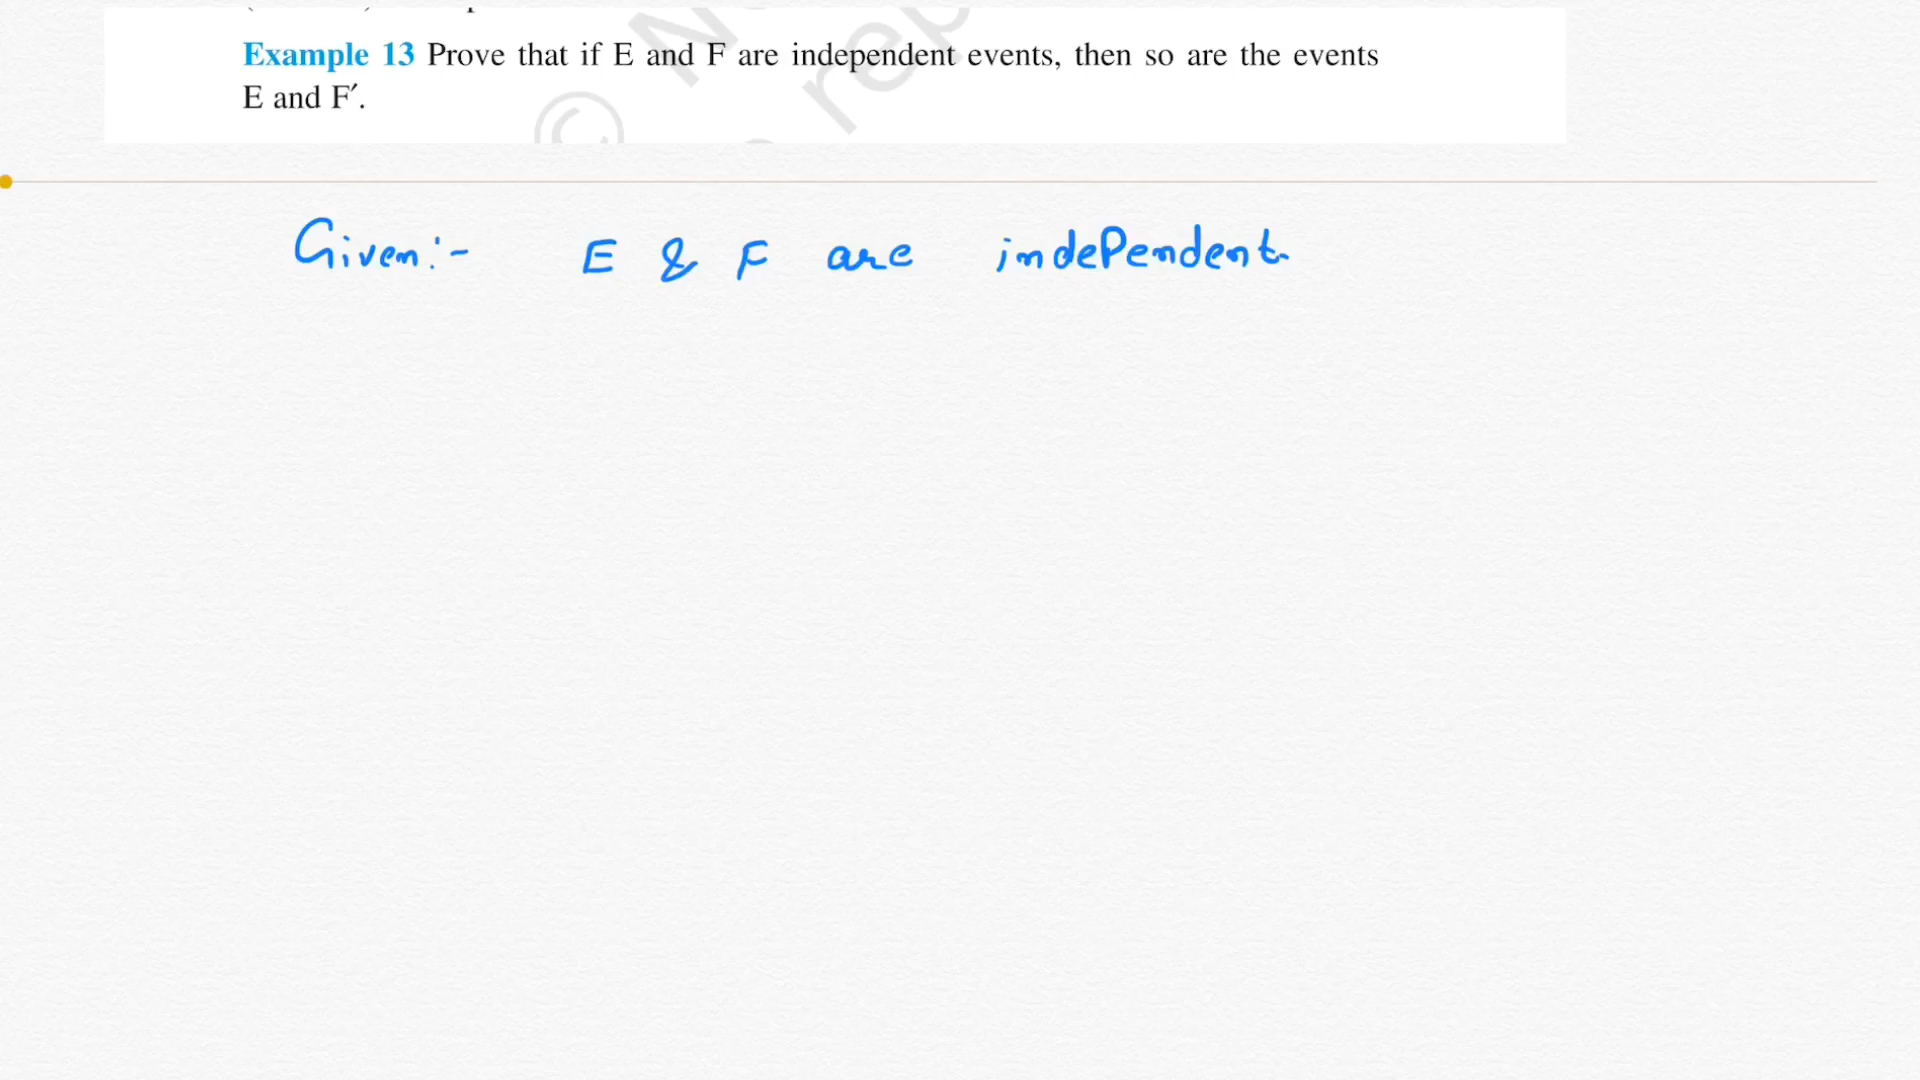 Example 13 Prove that if E and F are independent events, then so are the events
E and F′.
Given:- E & F are independent.